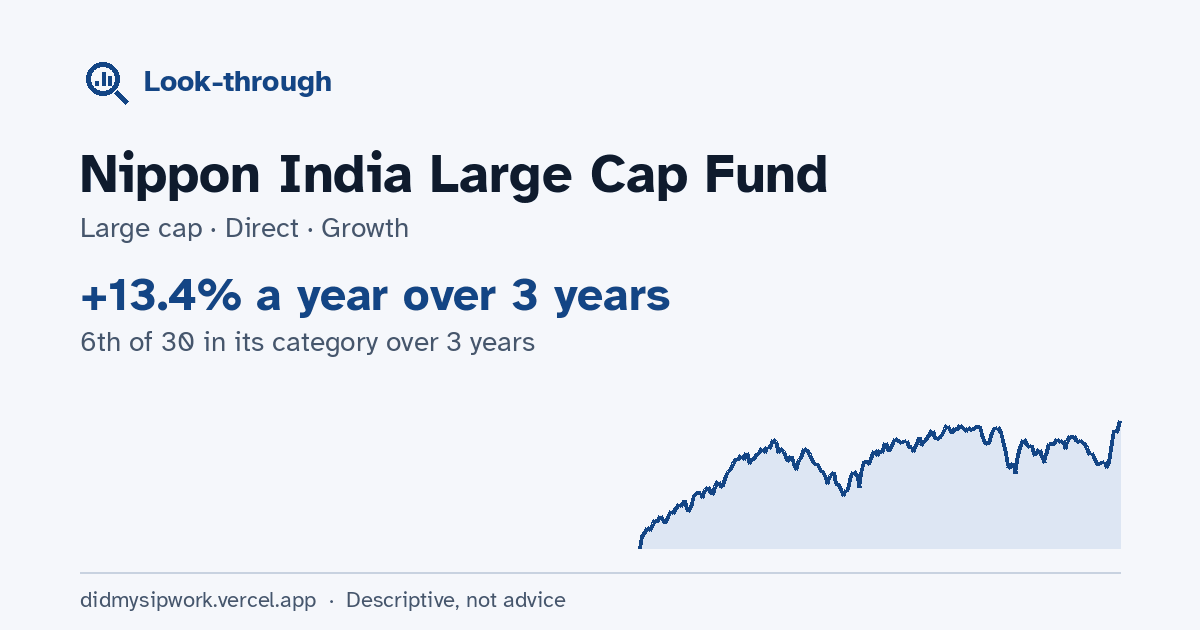 Look-through
Nippon India Large Cap Fund
Large cap · Direct · Growth
+13.4% a year over 3 years
6th of 30 in its category over 3 years
didmysipwork.vercel.app · Descriptive, not advice